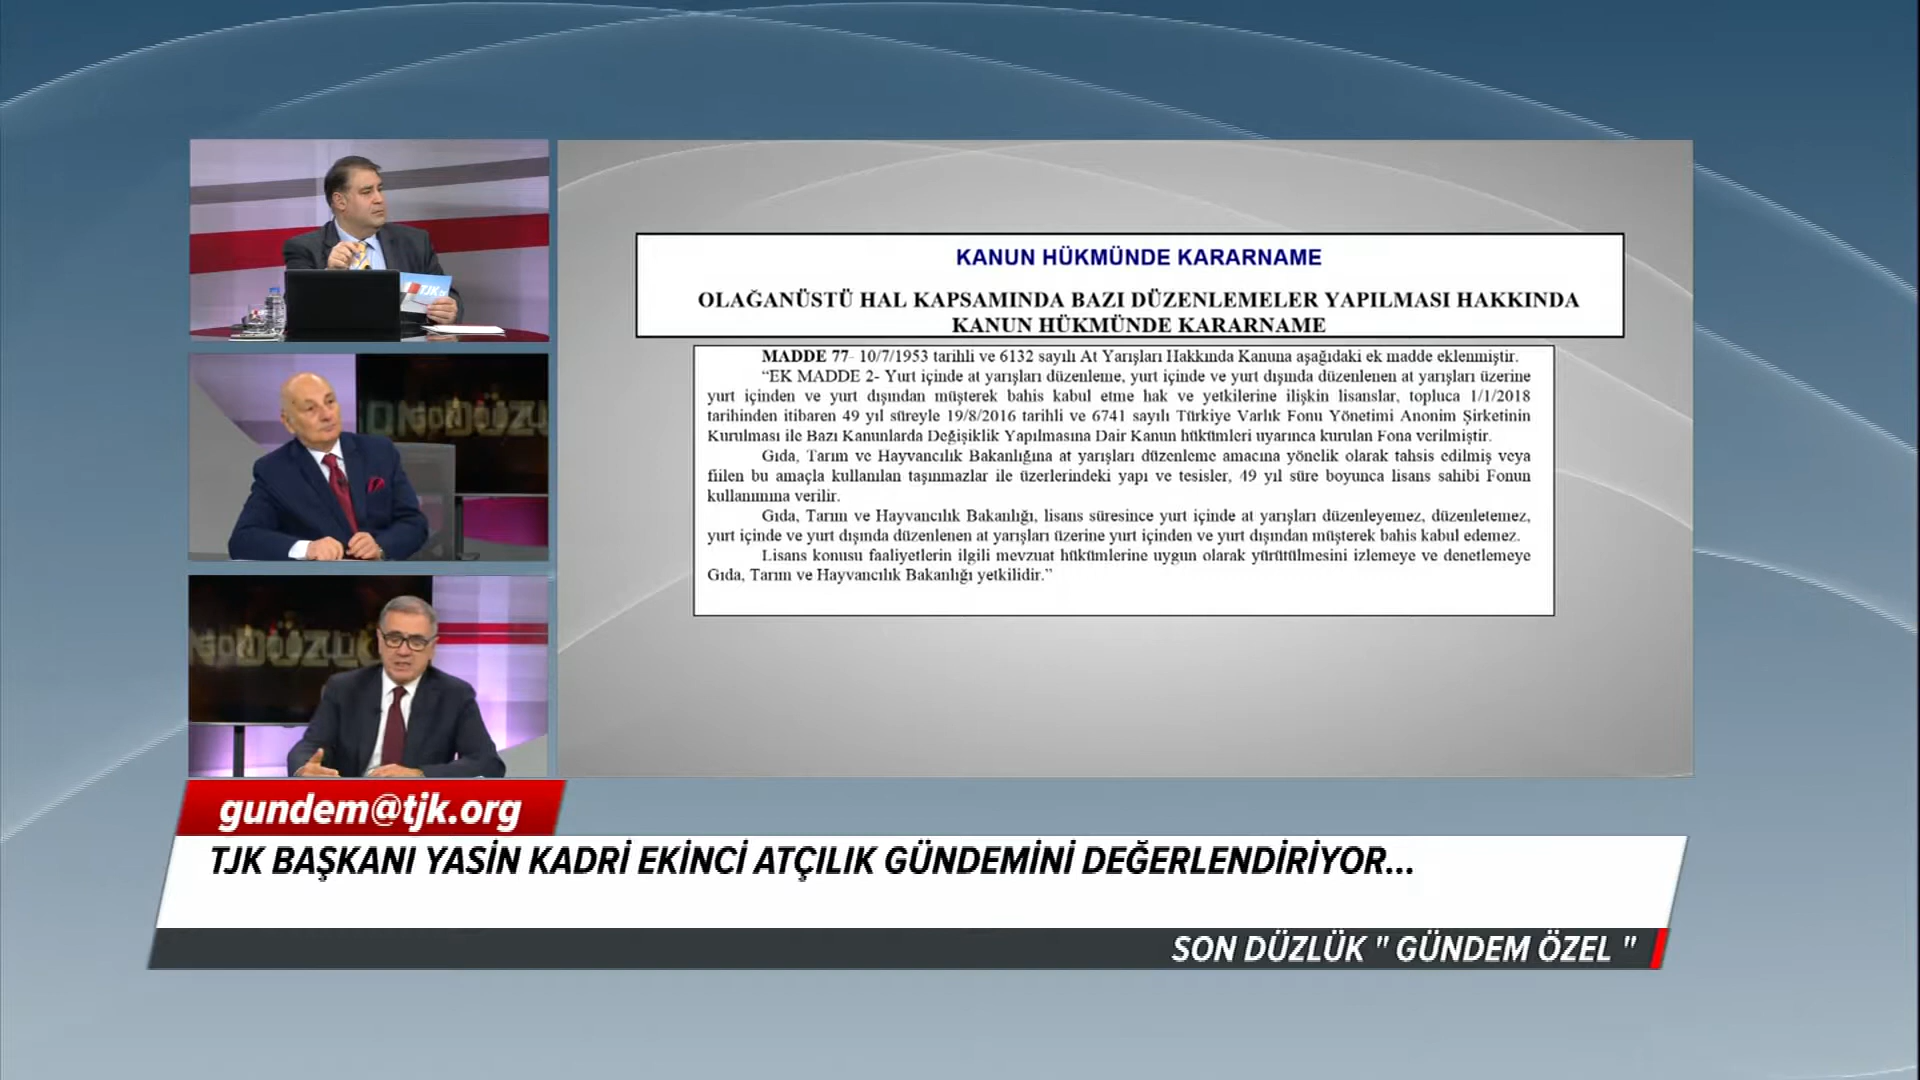 TJK
KANUN HÜKMÜNDE KARARNAME
OLAĞANÜSTÜ HAL KAPSAMINDA BAZI DÜZENLEMELER YAPILMASI HAKKINDA
KANUN HÜKMÜNDE KARARNAME
MADDE 77- 10/7/1953 tarihli ve 6132 sayılı At Yarışları Hakkında Kanuna aşağıdaki ek madde eklenmiştir.
“EK MADDE 2- Yurt içinde at yarışları düzenleme, yurt içinde ve yurt dışında düzenlenen at yarışları üzerine
yurt içinden ve yurt dışından müşterek bahis kabul etme hak ve yetkilerine ilişkin lisanslar, topluca 1/1/2018
tarihinden itibaren 49 yıl süreyle 19/8/2016 tarihli ve 6741 sayılı Türkiye Varlık Fonu Yönetimi Anonim Şirketinin
Kurulması ile Bazı Kanunlarda Değişiklik Yapılmasına Dair Kanun hükümleri uyarınca kurulan Fona verilmiştir.
Gıda, Tarım ve Hayvancılık Bakanlığına at yarışları düzenleme amacına yönelik olarak tahsis edilmiş veya
fiilen bu amaçla kullanılan taşınmazlar ile üzerlerindeki yapı ve tesisler, 49 yıl süre boyunca lisans sahibi Fonun
kullanımına verilir.
Gıda, Tarım ve Hayvancılık Bakanlığı, lisans süresince yurt içinde at yarışları düzenleyemez, düzenletemez,
yurt içinde ve yurt dışında düzenlenen at yarışları üzerine yurt içinden ve yurt dışından müşterek bahis kabul edemez.
Lisans konusu faaliyetlerin ilgili mevzuat hükümlerine uygun olarak yürütülmesini izlemeye ve denetlemeye
Gıda, Tarım ve Hayvancılık Bakanlığı yetkilidir.”
gundem@tjk.org
TJK BAŞKANI YASİN KADRİ EKİNCİ ATÇILIK GÜNDEMİNİ DEĞERLENDİRİYOR...
SON DÜZLÜK " GÜNDEM ÖZEL "